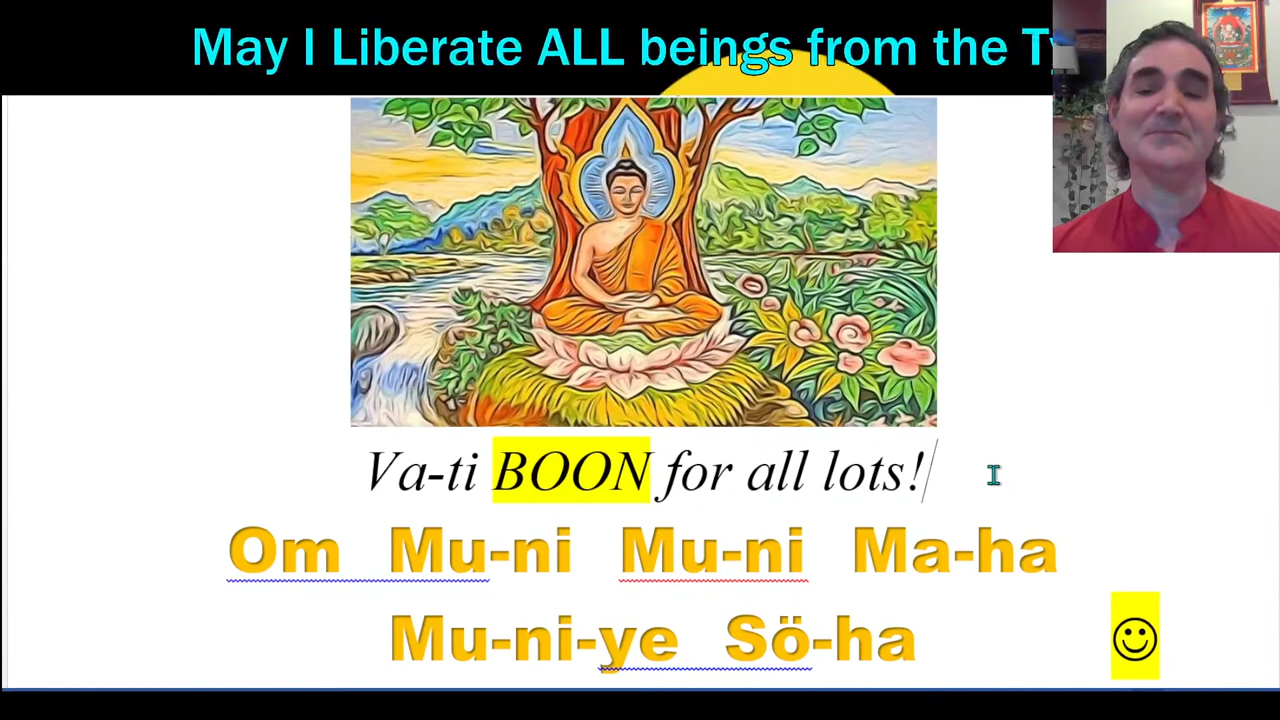 May I Liberate ALL beings from the
Va-ti BOON for all lots!
Om Mu-ni Mu-ni Ma-ha
Mu-ni-ye Sö-ha